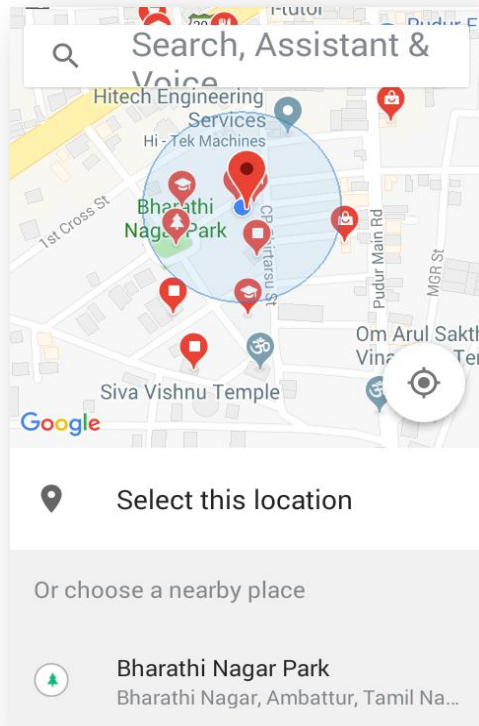 i-tutor
Pudur E
Search, Assistant &
Voice
Hitech Engineering
Services
Hi - Tek Machines
1st Cross St
Bharathi
Nagar Park
Pudur Main Rd
MGR St
Om Arul Sakth
Siva Vishnu Temple
Google
Select this location
Or choose a nearby place
Bharathi Nagar Park
Bharathi Nagar, Ambattur, Tamil Na...